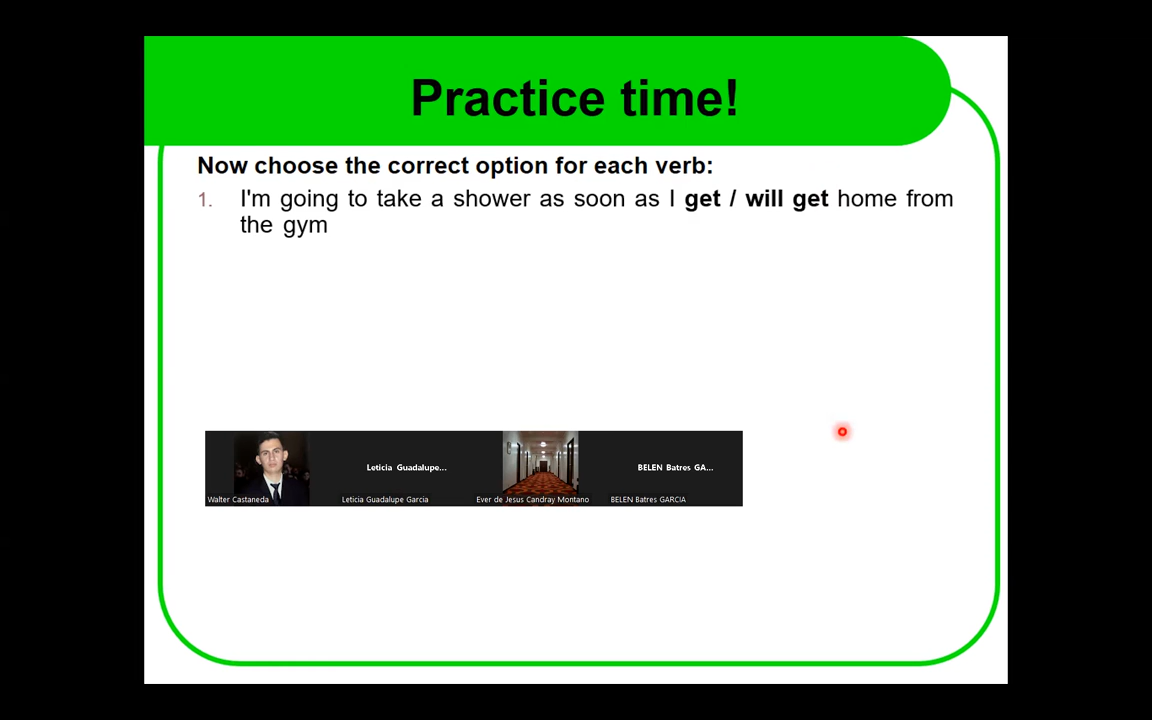 Practice time!
Now choose the correct option for each verb:
1. I'm going to take a shower as soon as I get / will get home from
the gym
Leticia Guadalupe...
BELEN Batres GA...
Walter Castaneda
Leticia Guadalupe Garcia
Ever de Jesus Candray Montano
BELEN Batres GARCIA